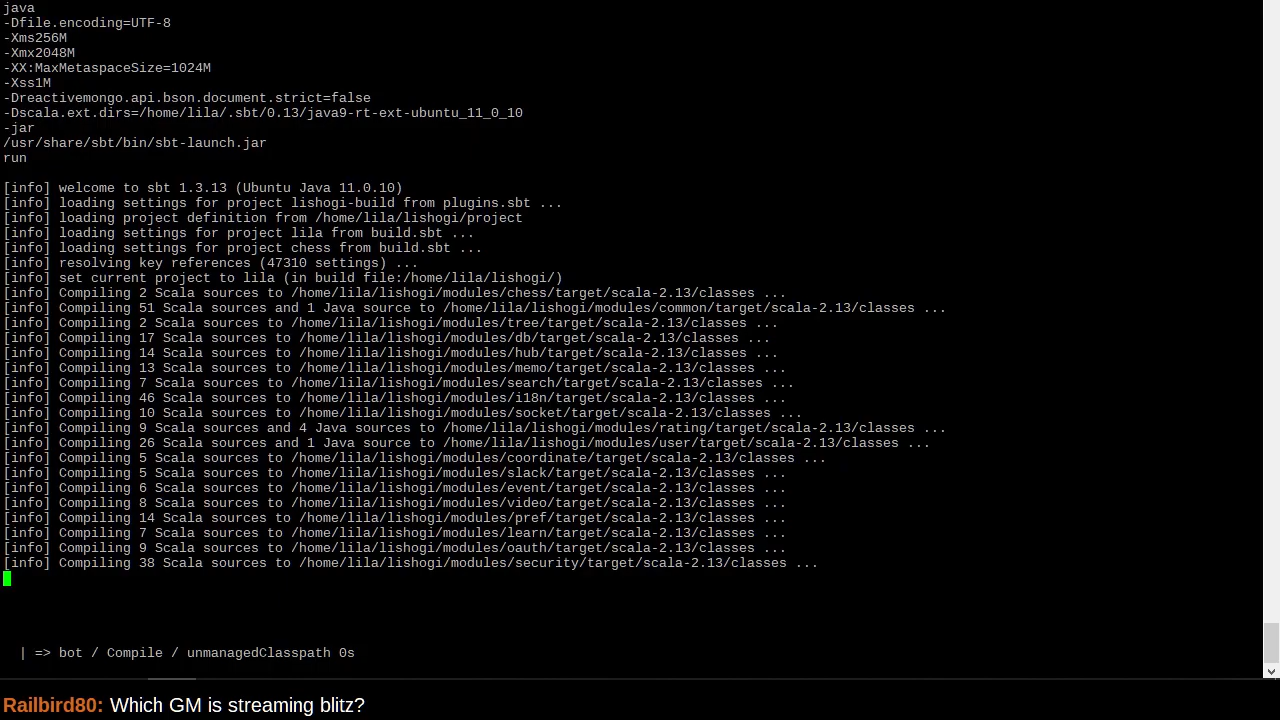 java
-Dfile.encoding=UTF-8
-Xms256M
-Xmx2048M
-XX:MaxMetaspaceSize=1024M
-Xss1M
-Dreactivemongo.api.bson.document.strict=false
-Dscala.ext.dirs=/home/lila/.sbt/0.13/java9-rt-ext-ubuntu_11_0_10
-jar
/usr/share/sbt/bin/sbt-launch.jar
run
[info] welcome to sbt 1.3.13 (Ubuntu Java 11.0.10)
[info] loading settings for project lishogi-build from plugins.sbt ...
[info] loading project definition from /home/lila/lishogi/project
[info] loading settings for project lila from build.sbt ...
[info] loading settings for project chess from build.sbt ...
[info] resolving key references (47310 settings) ...
[info] set current project to lila (in build file:/home/lila/lishogi/)
[info] Compiling 2 Scala sources to /home/lila/lishogi/modules/chess/target/scala-2.13/classes ...
[info] Compiling 51 Scala sources and 1 Java source to /home/lila/lishogi/modules/common/target/scala-2.13/classes ...
[info] Compiling 2 Scala sources to /home/lila/lishogi/modules/tree/target/scala-2.13/classes ...
[info] Compiling 17 Scala sources to /home/lila/lishogi/modules/db/target/scala-2.13/classes ...
[info] Compiling 14 Scala sources to /home/lila/lishogi/modules/hub/target/scala-2.13/classes ...
[info] Compiling 13 Scala sources to /home/lila/lishogi/modules/memo/target/scala-2.13/classes ...
[info] Compiling 7 Scala sources to /home/lila/lishogi/modules/search/target/scala-2.13/classes ...
[info] Compiling 46 Scala sources to /home/lila/lishogi/modules/i18n/target/scala-2.13/classes ...
[info] Compiling 10 Scala sources to /home/lila/lishogi/modules/socket/target/scala-2.13/classes ...
[info] Compiling 9 Scala sources and 4 Java sources to /home/lila/lishogi/modules/rating/target/scala-2.13/classes ...
[info] Compiling 26 Scala sources and 1 Java source to /home/lila/lishogi/modules/user/target/scala-2.13/classes ...
[info] Compiling 5 Scala sources to /home/lila/lishogi/modules/coordinate/target/scala-2.13/classes ...
[info] Compiling 5 Scala sources to /home/lila/lishogi/modules/slack/target/scala-2.13/classes ...
[info] Compiling 6 Scala sources to /home/lila/lishogi/modules/event/target/scala-2.13/classes ...
[info] Compiling 8 Scala sources to /home/lila/lishogi/modules/video/target/scala-2.13/classes ...
[info] Compiling 14 Scala sources to /home/lila/lishogi/modules/pref/target/scala-2.13/classes ...
[info] Compiling 7 Scala sources to /home/lila/lishogi/modules/learn/target/scala-2.13/classes ...
[info] Compiling 9 Scala sources to /home/lila/lishogi/modules/oauth/target/scala-2.13/classes ...
[info] Compiling 38 Scala sources to /home/lila/lishogi/modules/security/target/scala-2.13/classes ...
| => bot / Compile / unmanagedClasspath 0s
Railbird80: Which GM is streaming blitz?